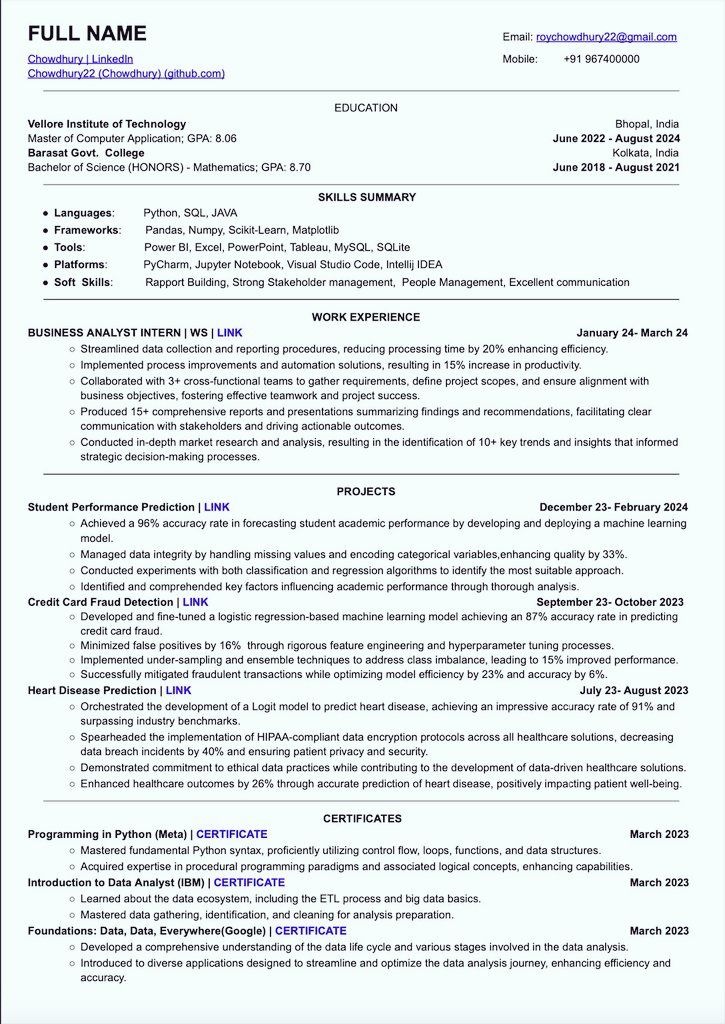 FULL NAME
Email: roychowdhury22@gmail.com
Chowdhury | LinkedIn
Mobile: +91 967400000
Chowdhury22 (Chowdhury) (github.com)
EDUCATION
Vellore Institute of Technology Bhopal, India
Master of Computer Application; GPA: 8.06 June 2022 - August 2024
Barasat Govt. College Kolkata, India
Bachelor of Science (HONORS) - Mathematics; GPA: 8.70 June 2018 - August 2021
SKILLS SUMMARY
● Languages: Python, SQL, JAVA
● Frameworks: Pandas, Numpy, Scikit-Learn, Matplotlib
● Tools: Power BI, Excel, PowerPoint, Tableau, MySQL, SQLite
● Platforms: PyCharm, Jupyter Notebook, Visual Studio Code, Intellij IDEA
● Soft Skills: Rapport Building, Strong Stakeholder management, People Management, Excellent communication
WORK EXPERIENCE
BUSINESS ANALYST INTERN | WS | LINK January 24- March 24
○ Streamlined data collection and reporting procedures, reducing processing time by 20% enhancing efficiency.
○ Implemented process improvements and automation solutions, resulting in 15% increase in productivity.
○ Collaborated with 3+ cross-functional teams to gather requirements, define project scopes, and ensure alignment with
business objectives, fostering effective teamwork and project success.
○ Produced 15+ comprehensive reports and presentations summarizing findings and recommendations, facilitating clear
communication with stakeholders and driving actionable outcomes.
○ Conducted in-depth market research and analysis, resulting in the identification of 10+ key trends and insights that informed
strategic decision-making processes.
PROJECTS
Student Performance Prediction | LINK December 23- February 2024
○ Achieved a 96% accuracy rate in forecasting student academic performance by developing and deploying a machine learning
model.
○ Managed data integrity by handling missing values and encoding categorical variables,enhancing quality by 33%.
○ Conducted experiments with both classification and regression algorithms to identify the most suitable approach.
○ Identified and comprehended key factors influencing academic performance through thorough analysis.
Credit Card Fraud Detection | LINK September 23- October 2023
○ Developed and fine-tuned a logistic regression-based machine learning model achieving an 87% accuracy rate in predicting
credit card fraud.
○ Minimized false positives by 16% through rigorous feature engineering and hyperparameter tuning processes.
○ Implemented under-sampling and ensemble techniques to address class imbalance, leading to 15% improved performance.
○ Successfully mitigated fraudulent transactions while optimizing model efficiency by 23% and accuracy by 6%.
Heart Disease Prediction | LINK July 23- August 2023
○ Orchestrated the development of a Logit model to predict heart disease, achieving an impressive accuracy rate of 91% and
surpassing industry benchmarks.
○ Spearheaded the implementation of HIPAA-compliant data encryption protocols across all healthcare solutions, decreasing
data breach incidents by 40% and ensuring patient privacy and security.
○ Demonstrated commitment to ethical data practices while contributing to the development of data-driven healthcare solutions.
○ Enhanced healthcare outcomes by 26% through accurate prediction of heart disease, positively impacting patient well-being.
CERTIFICATES
Programming in Python (Meta) | CERTIFICATE March 2023
○ Mastered fundamental Python syntax, proficiently utilizing control flow, loops, functions, and data structures.
○ Acquired expertise in procedural programming paradigms and associated logical concepts, enhancing capabilities.
Introduction to Data Analyst (IBM) | CERTIFICATE March 2023
○ Learned about the data ecosystem, including the ETL process and big data basics.
○ Mastered data gathering, identification, and cleaning for analysis preparation.
Foundations: Data, Data, Everywhere(Google) | CERTIFICATE March 2023
○ Developed a comprehensive understanding of the data life cycle and various stages involved in the data analysis.
○ Introduced to diverse applications designed to streamline and optimize the data analysis journey, enhancing efficiency and
accuracy.